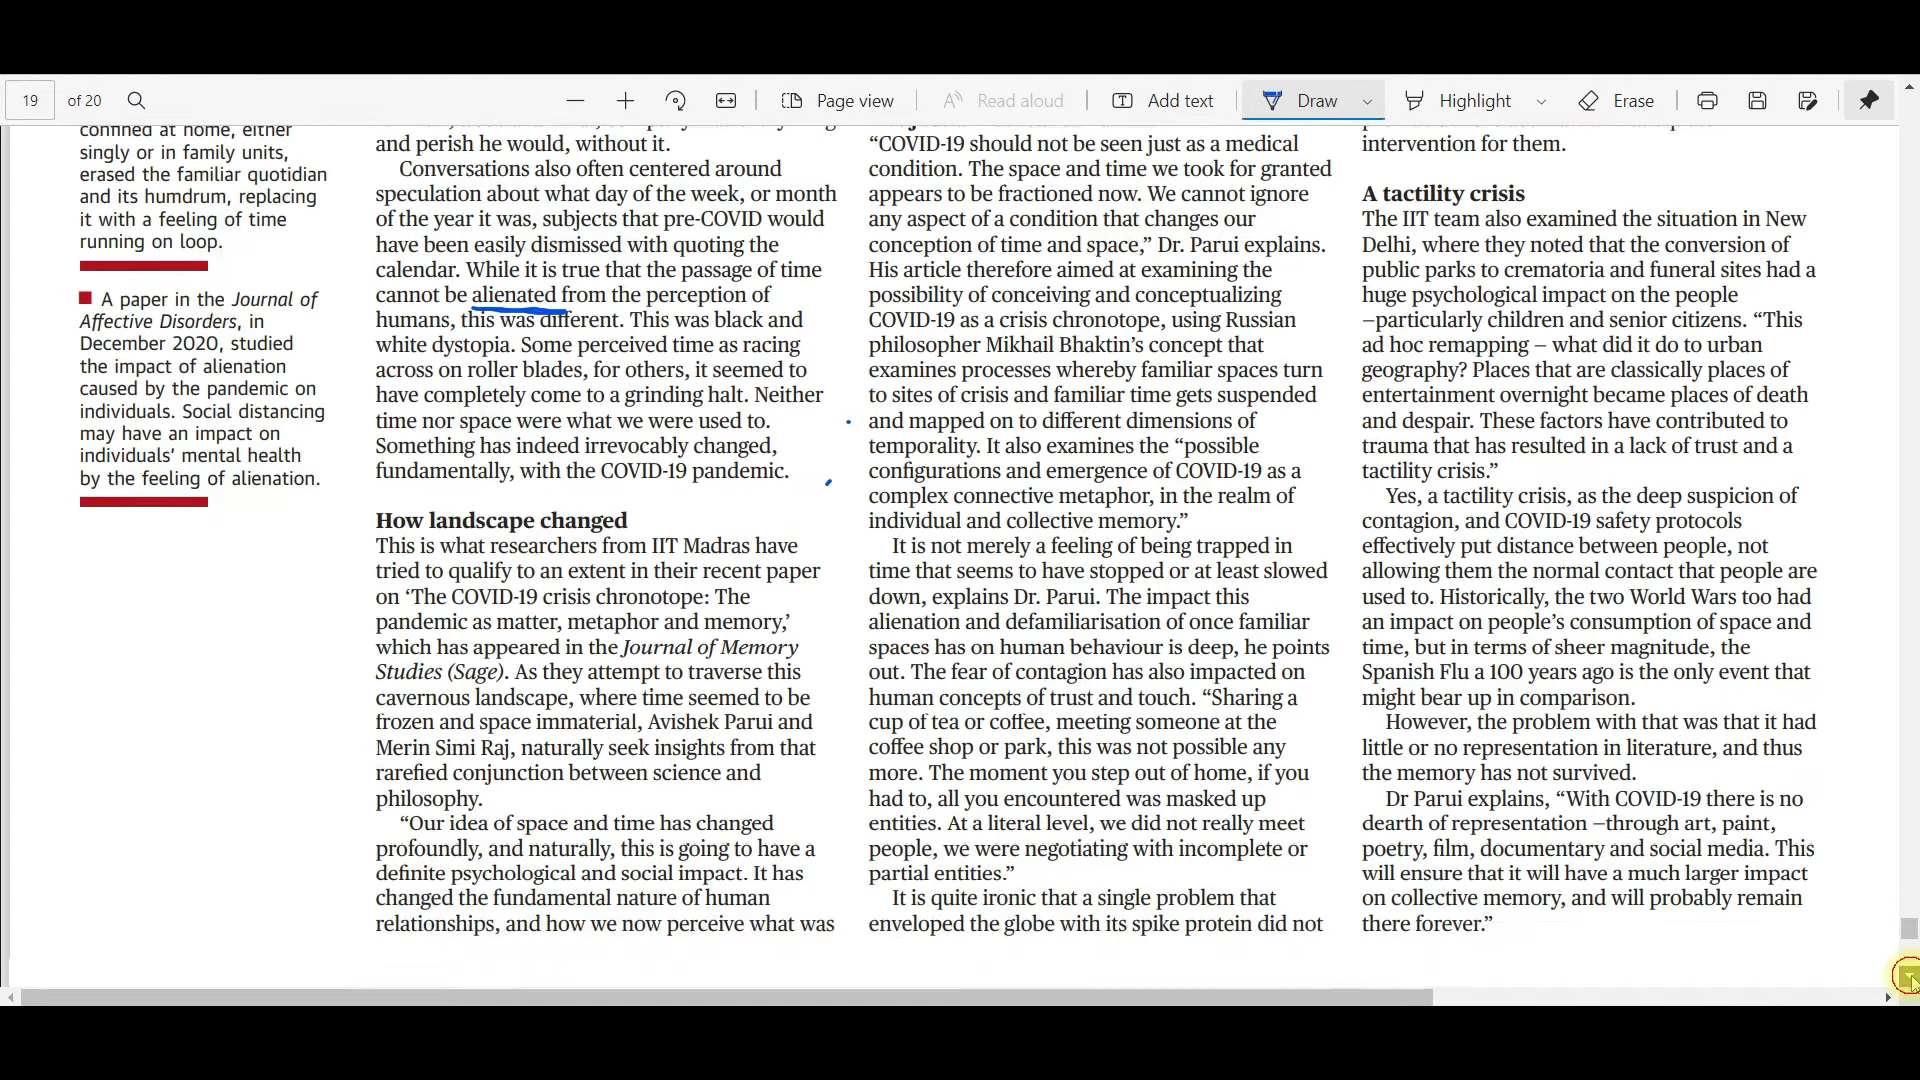 19 of 20 Page view Read aloud Add text Draw Highlight Erase
confined at home, either
singly or in family units,
erased the familiar quotidian
and its humdrum, replacing
it with a feeling of time
running on loop.
A paper in the Journal of
Affective Disorders, in
December 2020, studied
the impact of alienation
caused by the pandemic on
individuals. Social distancing
may have an impact on
individuals’ mental health
by the feeling of alienation.
and perish he would, without it.
Conversations also often centered around
speculation about what day of the week, or month
of the year it was, subjects that pre-COVID would
have been easily dismissed with quoting the
calendar. While it is true that the passage of time
cannot be alienated from the perception of
humans, this was different. This was black and
white dystopia. Some perceived time as racing
across on roller blades, for others, it seemed to
have completely come to a grinding halt. Neither
time nor space were what we were used to.
Something has indeed irrevocably changed,
fundamentally, with the COVID-19 pandemic.
How landscape changed
This is what researchers from IIT Madras have
tried to qualify to an extent in their recent paper
on ‘The COVID-19 crisis chronotope: The
pandemic as matter, metaphor and memory,’
which has appeared in the Journal of Memory
Studies (Sage). As they attempt to traverse this
cavernous landscape, where time seemed to be
frozen and space immaterial, Avishek Parui and
Merin Simi Raj, naturally seek insights from that
rarefied conjunction between science and
philosophy.
“Our idea of space and time has changed
profoundly, and naturally, this is going to have a
definite psychological and social impact. It has
changed the fundamental nature of human
relationships, and how we now perceive what was
“COVID-19 should not be seen just as a medical
condition. The space and time we took for granted
appears to be fractioned now. We cannot ignore
any aspect of a condition that changes our
conception of time and space,” Dr. Parui explains.
His article therefore aimed at examining the
possibility of conceiving and conceptualizing
COVID-19 as a crisis chronotope, using Russian
philosopher Mikhail Bhaktin’s concept that
examines processes whereby familiar spaces turn
to sites of crisis and familiar time gets suspended
and mapped on to different dimensions of
temporality. It also examines the “possible
configurations and emergence of COVID-19 as a
complex connective metaphor, in the realm of
individual and collective memory.”
It is not merely a feeling of being trapped in
time that seems to have stopped or at least slowed
down, explains Dr. Parui. The impact this
alienation and defamiliarisation of once familiar
spaces has on human behaviour is deep, he points
out. The fear of contagion has also impacted on
human concepts of trust and touch. “Sharing a
cup of tea or coffee, meeting someone at the
coffee shop or park, this was not possible any
more. The moment you step out of home, if you
had to, all you encountered was masked up
entities. At a literal level, we did not really meet
people, we were negotiating with incomplete or
partial entities.”
It is quite ironic that a single problem that
enveloped the globe with its spike protein did not
intervention for them.
A tactility crisis
The IIT team also examined the situation in New
Delhi, where they noted that the conversion of
public parks to crematoria and funeral sites had a
huge psychological impact on the people
–particularly children and senior citizens. “This
ad hoc remapping – what did it do to urban
geography? Places that are classically places of
entertainment overnight became places of death
and despair. These factors have contributed to
trauma that has resulted in a lack of trust and a
tactility crisis.”
Yes, a tactility crisis, as the deep suspicion of
contagion, and COVID-19 safety protocols
effectively put distance between people, not
allowing them the normal contact that people are
used to. Historically, the two World Wars too had
an impact on people’s consumption of space and
time, but in terms of sheer magnitude, the
Spanish Flu a 100 years ago is the only event that
might bear up in comparison.
However, the problem with that was that it had
little or no representation in literature, and thus
the memory has not survived.
Dr Parui explains, “With COVID-19 there is no
dearth of representation –through art, paint,
poetry, film, documentary and social media. This
will ensure that it will have a much larger impact
on collective memory, and will probably remain
there forever.”